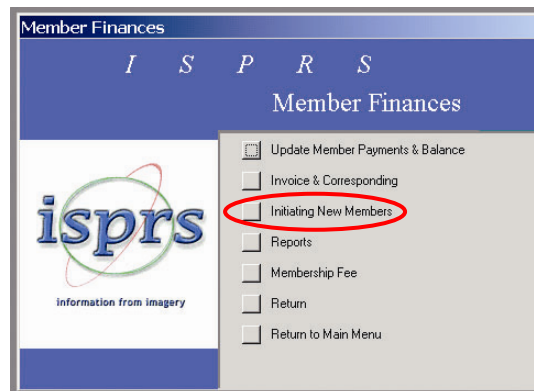 Member Finances
I S P R S
Member Finances
Update Member Payments & Balance
Invoice & Corresponding
Initiating New Members
Reports
Membership Fee
Return
Return to Main Menu
isprs
information from imagery